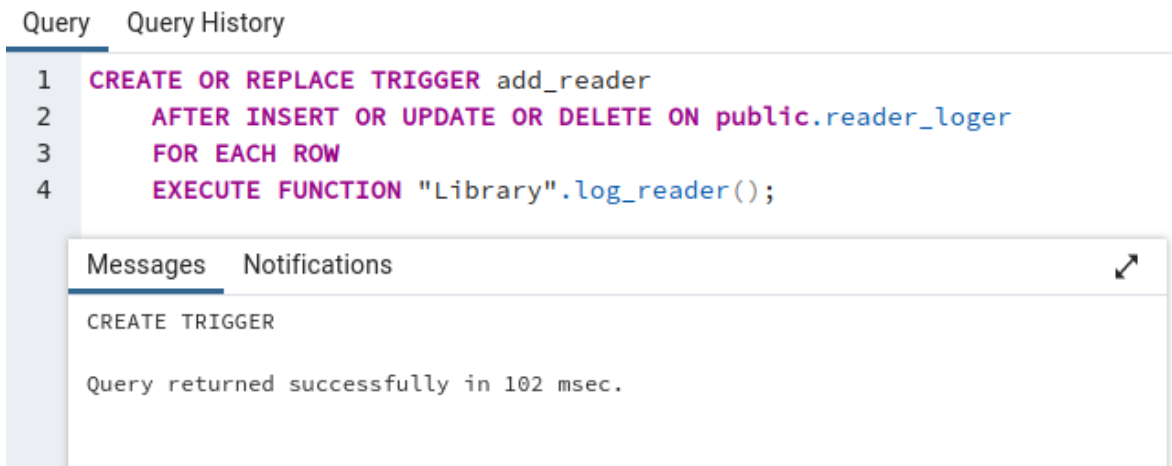 Query Query History
1 CREATE OR REPLACE TRIGGER add_reader
2 AFTER INSERT OR UPDATE OR DELETE ON public.reader_loger
3 FOR EACH ROW
4 EXECUTE FUNCTION "Library".log_reader();
Messages Notifications
CREATE TRIGGER
Query returned successfully in 102 msec.